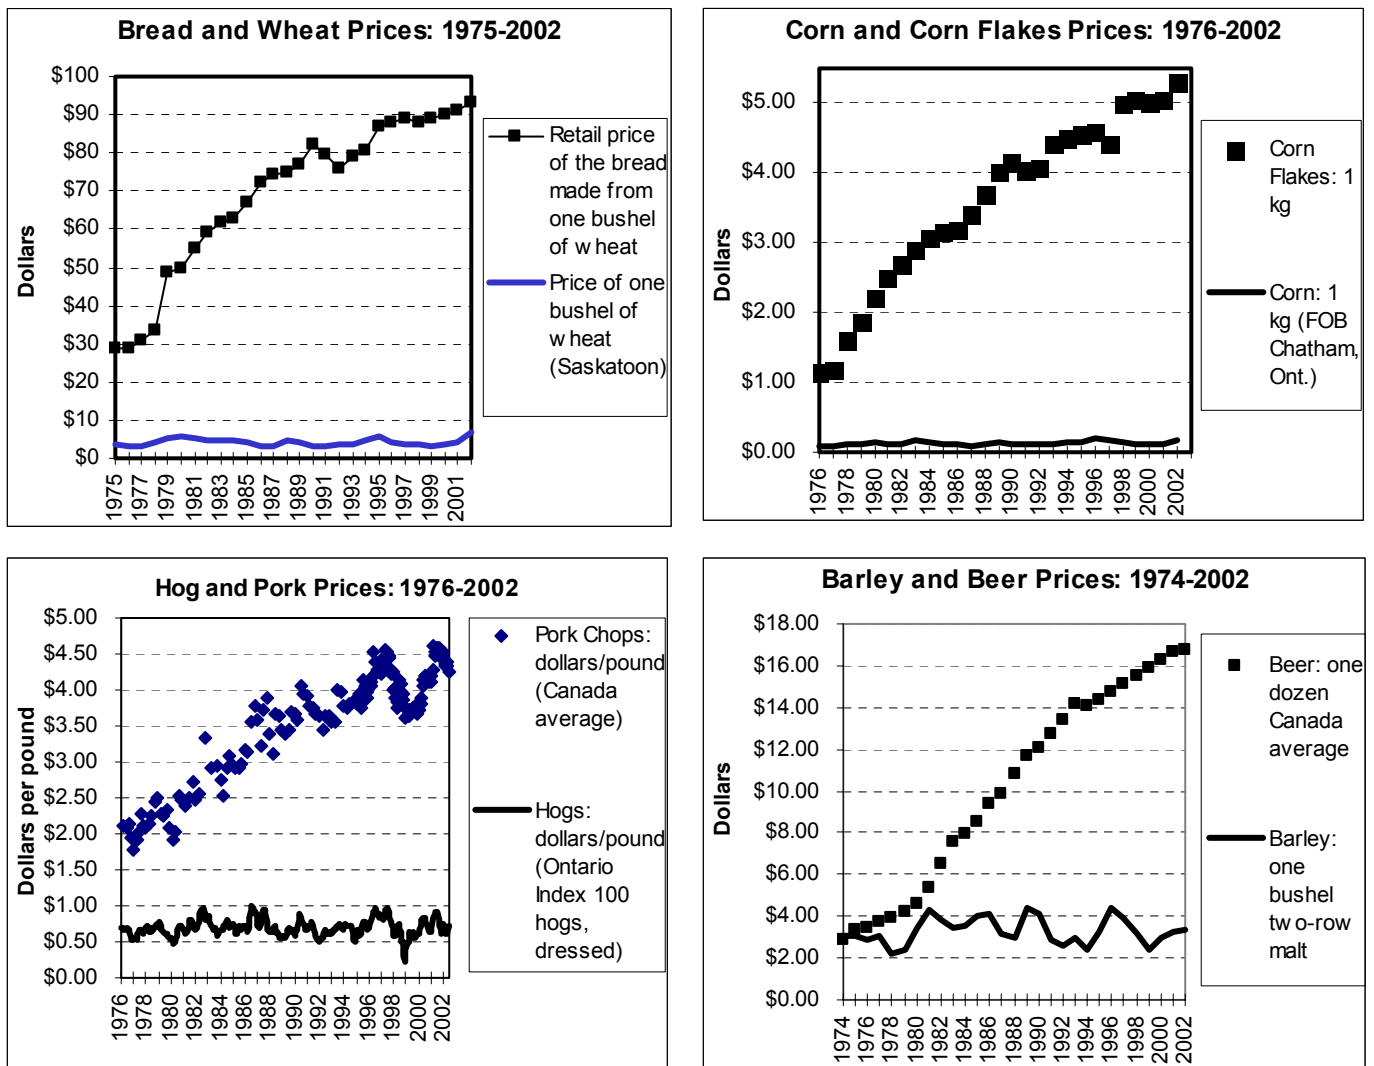 Bread and Wheat Prices: 1975-2002
$100
$90
$80
$70
$60
$50
$40
$30
$20
$10
$0
Dollars
1975
1977
1979
1981
1983
1985
1987
1989
1991
1993
1995
1997
1999
2001
Retail price
of the bread
made from
one bushel
of wheat
Price of one
bushel of
wheat
(Saskatoon)
Corn and Corn Flakes Prices: 1976-2002
$5.00
$4.00
$3.00
$2.00
$1.00
$0.00
Dollars
1976
1978
1980
1982
1984
1986
1988
1990
1992
1994
1996
1998
2000
2002
Corn
Flakes: 1
kg
Corn: 1
kg (FOB
Chatham,
Ont.)
Hog and Pork Prices: 1976-2002
$5.00
$4.50
$4.00
$3.50
$3.00
$2.50
$2.00
$1.50
$1.00
$0.50
$0.00
Dollars per pound
1976
1978
1980
1982
1984
1986
1988
1990
1992
1994
1996
1998
2000
2002
Pork Chops:
dollars/pound
(Canada
average)
Hogs:
dollars/pound
(Ontario
Index 100
hogs,
dressed)
Barley and Beer Prices: 1974-2002
$18.00
$16.00
$14.00
$12.00
$10.00
$8.00
$6.00
$4.00
$2.00
$0.00
Dollars
1974
1976
1978
1980
1982
1984
1986
1988
1990
1992
1994
1996
1998
2000
2002
Beer: one
dozen
Canada
average
Barley:
one
bushel
two-row
malt